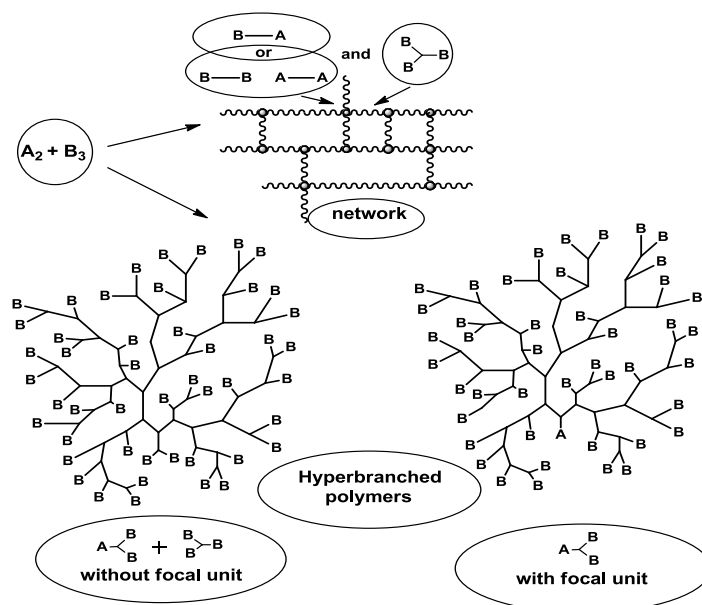 B — A
or
B — B A — A
and
B
B
B
A₂ + B₃
network
B B B B
B B B B
B B B B
B B B B
B B B B
B B B B
B B B B
B B B B
B B B B
B B B B
B B B B
B B B B
A
Hyperbranched
polymers
A B B + B B B
without focal unit
A B B
with focal unit